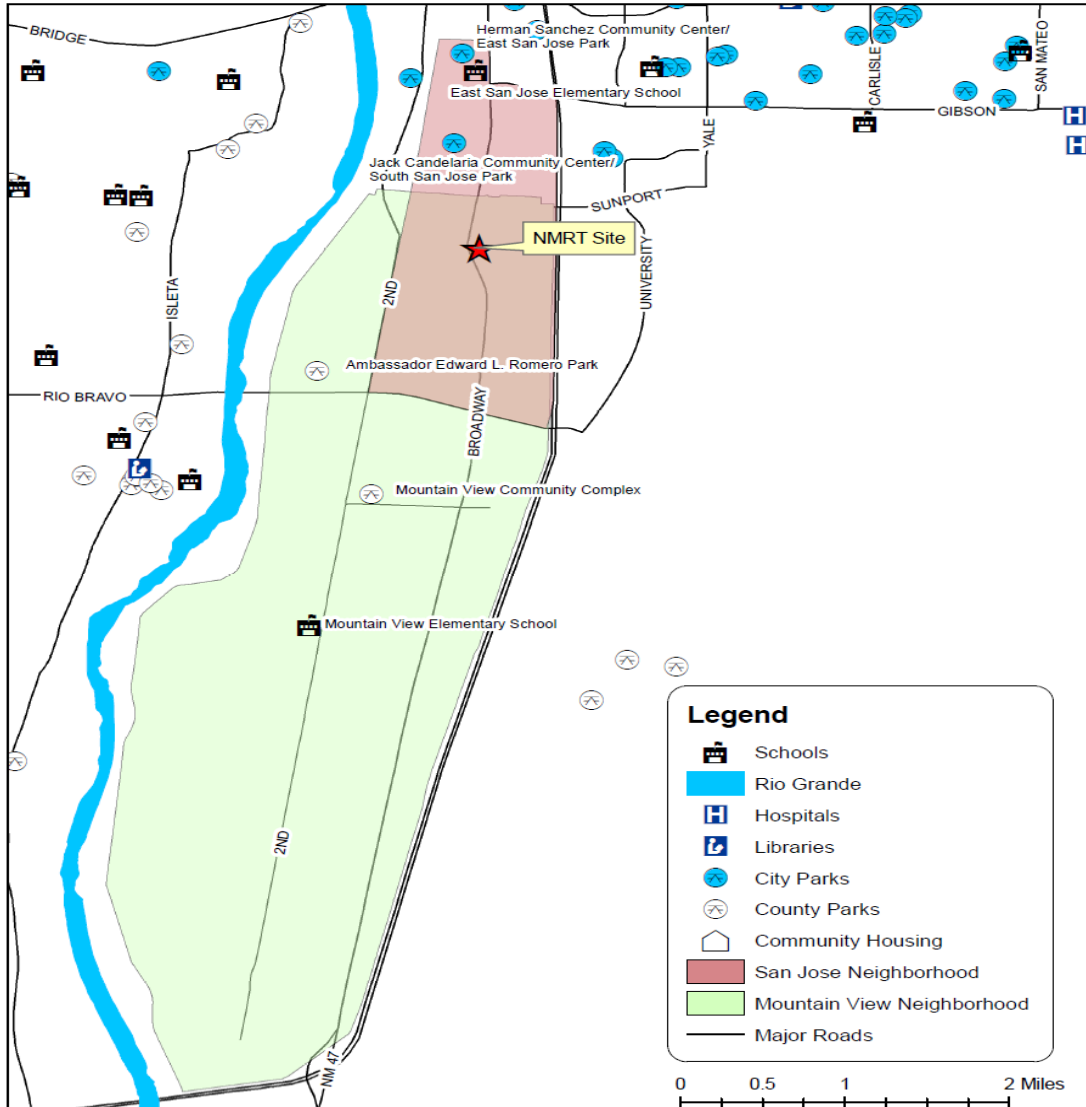 BRIDGE
Herman Sanchez Community Center/
East San Jose Park
CARLISLE
SAN MATEO
East San Jose Elementary School
GIBSON
H
YALE
H
Jack Candelaria Community Center/
South San Jose Park
SUNPORT
NMRT Site
ISLETA
2ND
UNIVERSITY
Ambassador Edward L. Romero Park
RIO BRAVO
BROADWAY
Mountain View Community Complex
Mountain View Elementary School
2ND
NM 47
Legend
Schools
Rio Grande
H Hospitals
Libraries
City Parks
County Parks
Community Housing
San Jose Neighborhood
Mountain View Neighborhood
Major Roads
0 0.5 1 2 Miles